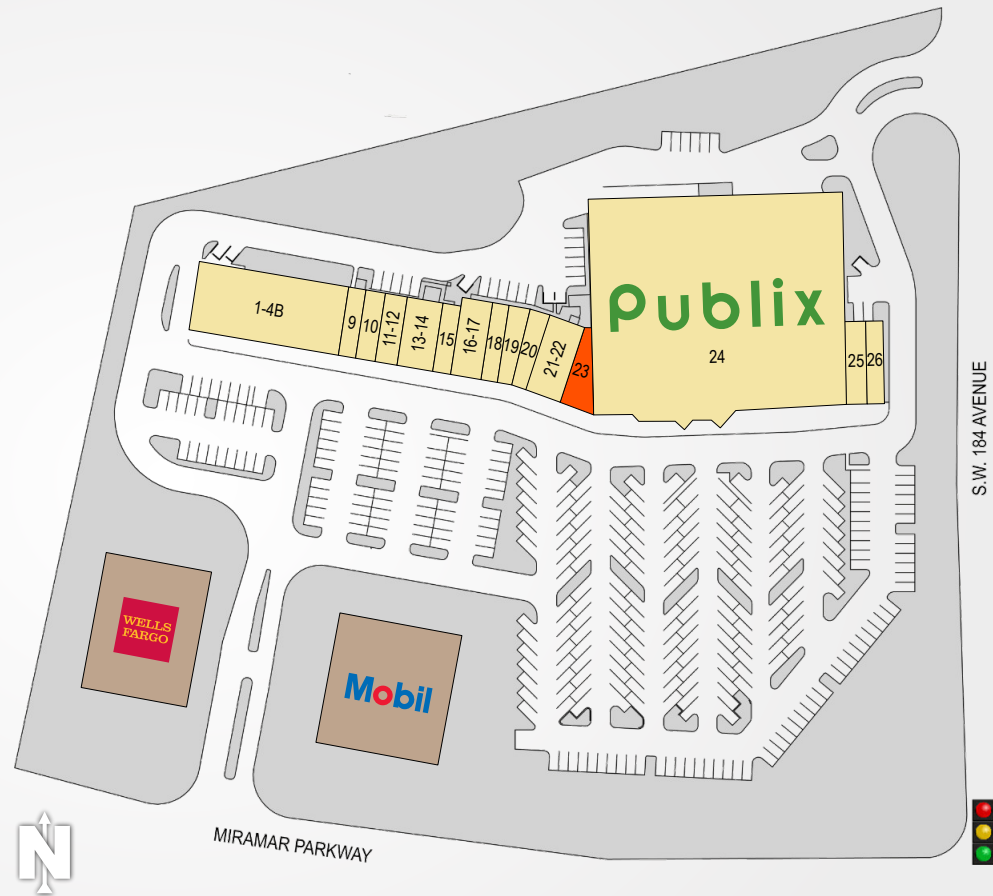 Publix
1-4B
9
10
11-12
13-14
15
16-17
18
19
20
21-22
23
24
25
26
S.W. 184 AVENUE
WELLS
FARGO
Mobil
MIRAMAR PARKWAY
N